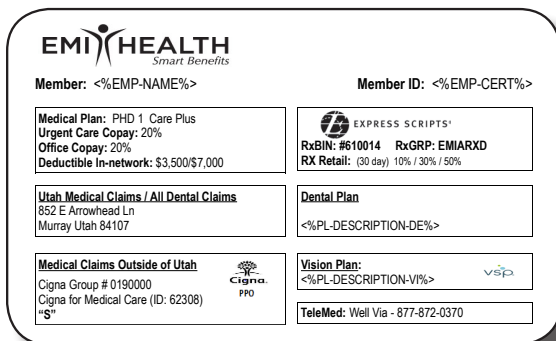 EMI HEALTH
Smart Benefits
Member: <%EMP-NAME%>
Member ID: <%EMP-CERT%>
Medical Plan: PHD 1 Care Plus
Urgent Care Copay: 20%
Office Copay: 20%
Deductible In-network: $3,500/$7,000
EXPRESS SCRIPTS®
RxBIN: #610014 RxGRP: EMIARXD
RX Retail: (30 day) 10% / 30% / 50%
Utah Medical Claims / All Dental Claims
852 E Arrowhead Ln
Murray Utah 84107
Dental Plan
<%PL-DESCRIPTION-DE%>
Medical Claims Outside of Utah
Cigna Group # 0190000
Cigna for Medical Care (ID: 62308)
“S”
Cigna.
PPO
Vision Plan:
<%PL-DESCRIPTION-VI%>
vsp.
TeleMed: Well Via - 877-872-0370